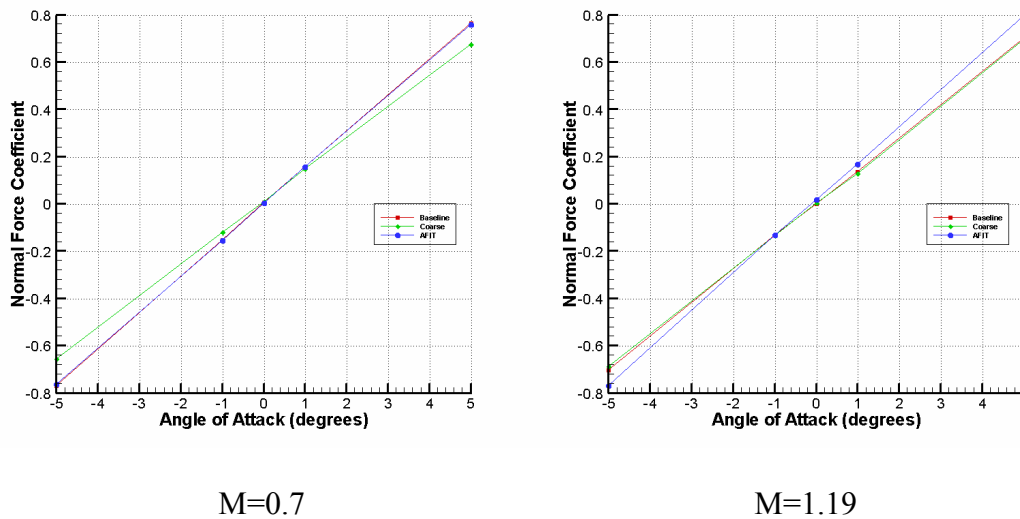 0.8
0.6
0.4
0.2
0
-0.2
-0.4
-0.6
-0.8
Normal Force Coefficient
Baseline
Coarse
AFIT
-5 -4 -3 -2 -1 0 1 2 3 4 5
Angle of Attack (degrees)
M=0.7
0.8
0.6
0.4
0.2
0
-0.2
-0.4
-0.6
-0.8
Normal Force Coefficient
Baseline
Coarse
AFIT
-5 -4 -3 -2 -1 0 1 2 3 4
Angle of Attack (degrees)
M=1.19